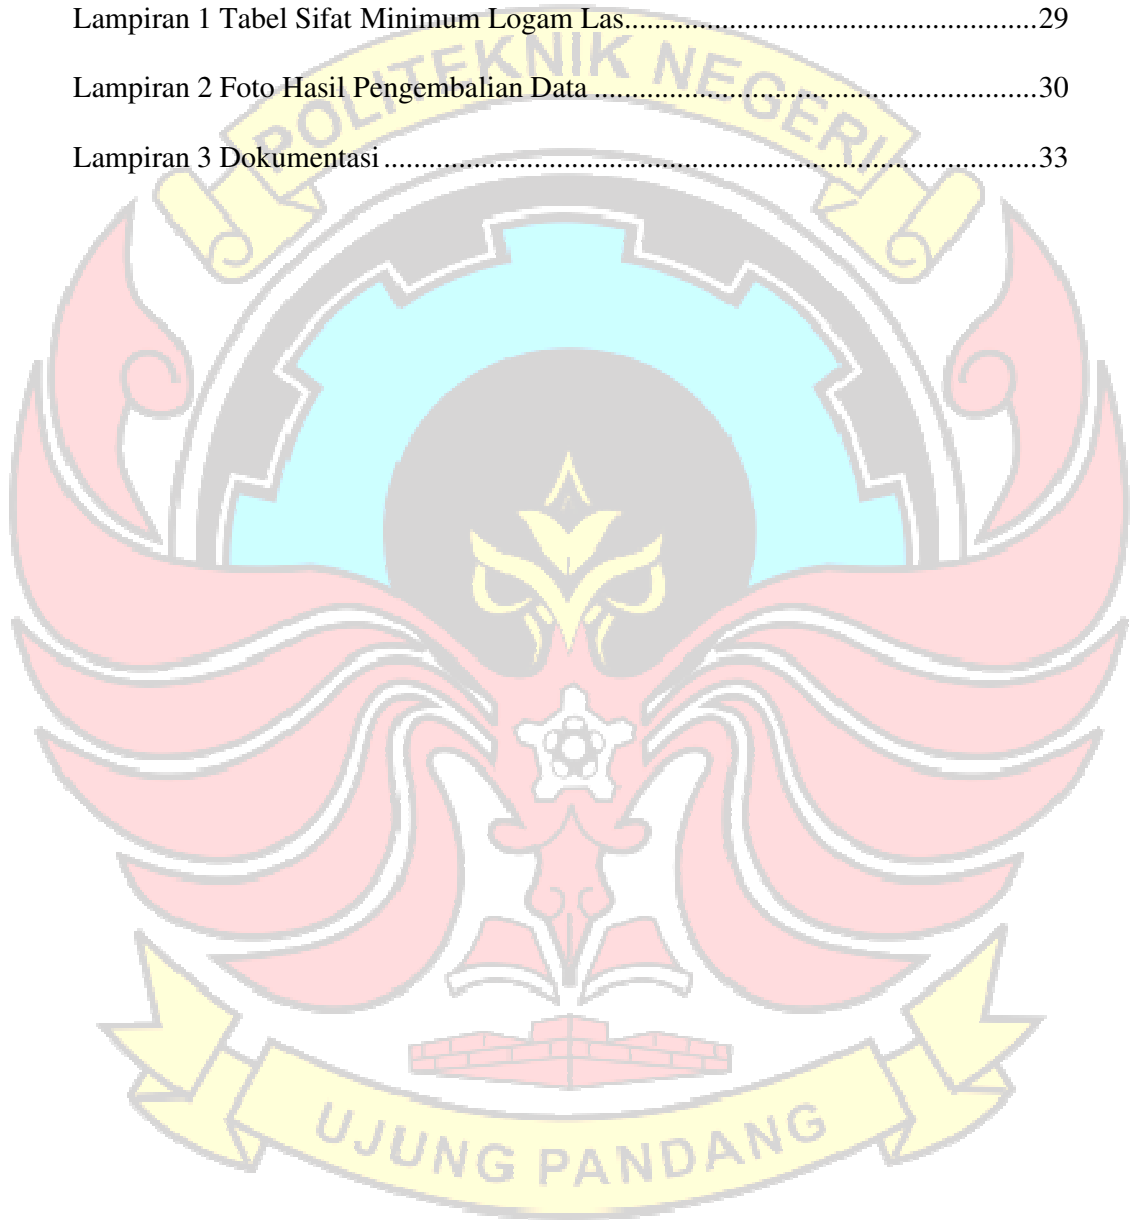 Lampiran 1 Tabel Sifat Minimum Logam Las.......................................................29
Lampiran 2 Foto Hasil Pengembalian Data...........................................................30
Lampiran 3 Dokumentasi.......................................................................................33
POLITEKNIK NEGERI
UJUNG PANDANG